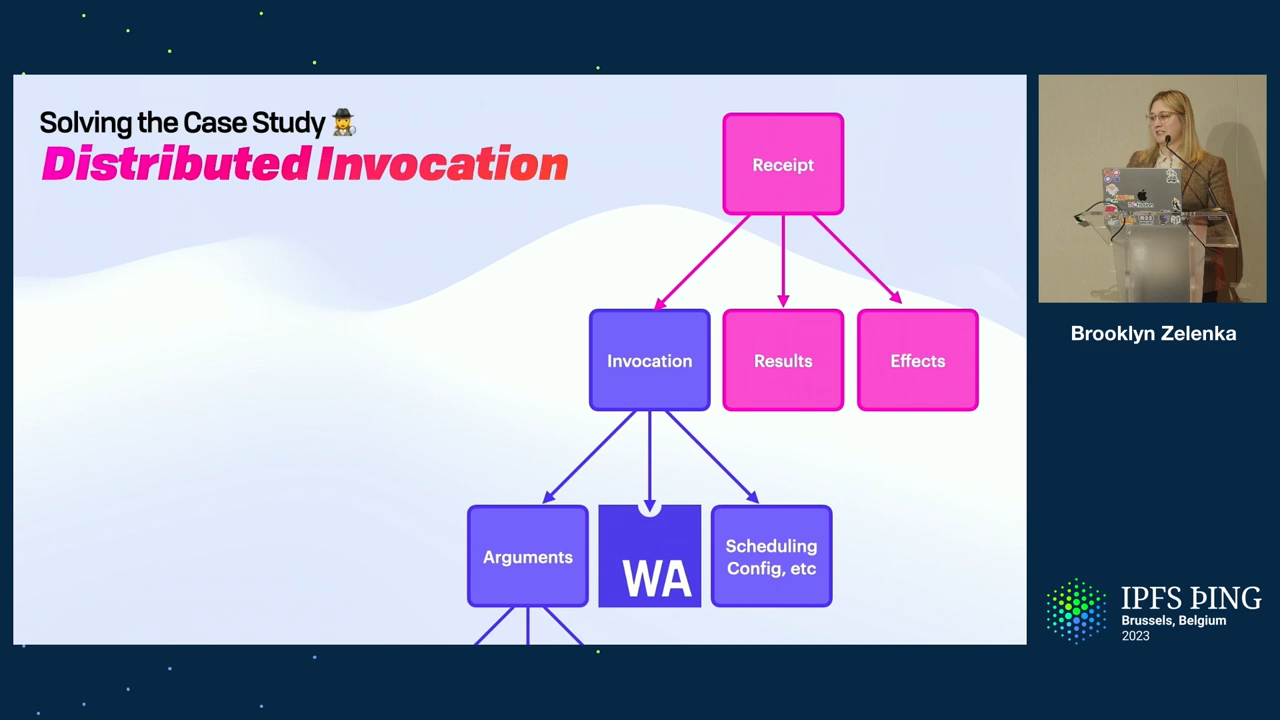 Solving the Case Study
Distributed Invocation
Receipt
Invocation
Results
Effects
Arguments
WA
Scheduling
Config, etc
Brooklyn Zelenka
IPFS ÞING
Brussels, Belgium
2023